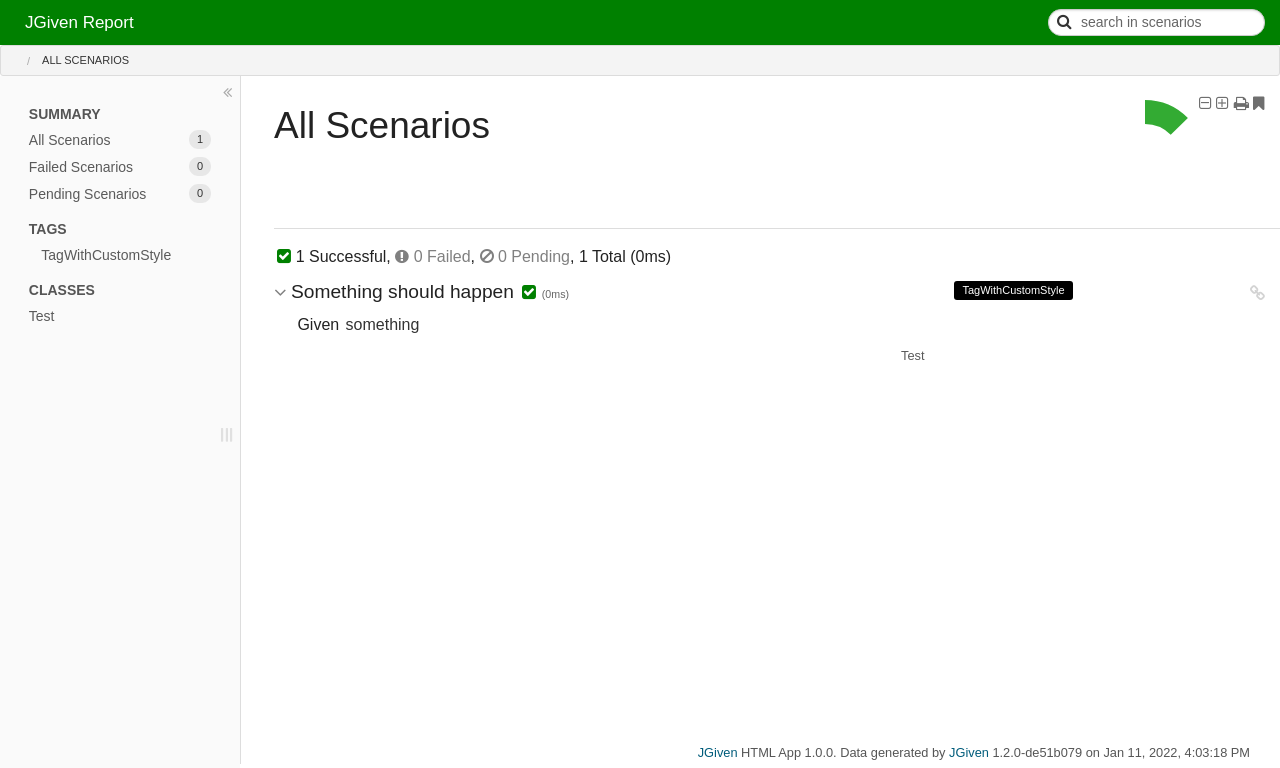 JGiven Report
search in scenarios
/ ALL SCENARIOS
SUMMARY
All Scenarios 1
Failed Scenarios 0
Pending Scenarios 0
TAGS
TagWithCustomStyle
CLASSES
Test
All Scenarios
1 Successful, 0 Failed, 0 Pending, 1 Total (0ms)
Something should happen (0ms) TagWithCustomStyle
Given something
Test
JGiven HTML App 1.0.0. Data generated by JGiven 1.2.0-de51b079 on Jan 11, 2022, 4:03:18 PM